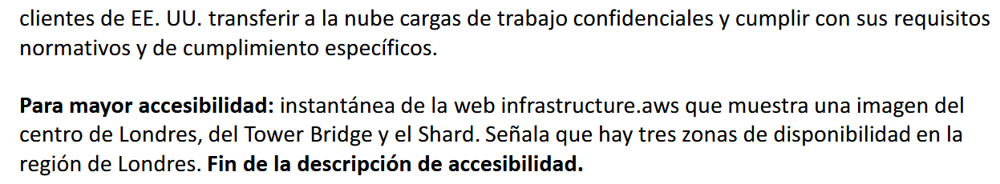 clientes de EE. UU. transferir a la nube cargas de trabajo confidenciales y cumplir con sus requisitos
normativos y de cumplimiento específicos.
Para mayor accesibilidad: instantánea de la web infrastructure.aws que muestra una imagen del
centro de Londres, del Tower Bridge y el Shard. Señala que hay tres zonas de disponibilidad en la
región de Londres. Fin de la descripción de accesibilidad.